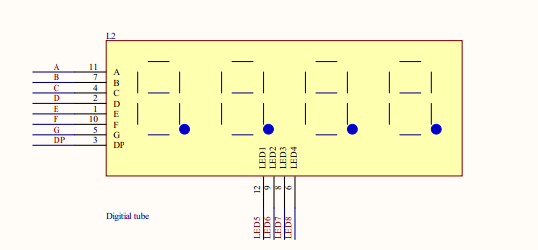 L2
A 11 A
B 7 B
C 4 C
D 2 D
E 1 E
F 10 F
G 5 G
DP 3 DP
LED1 LED2 LED3 LED4
12 9 8 6
LED5 LED6 LED7 LED8
Digitial tube